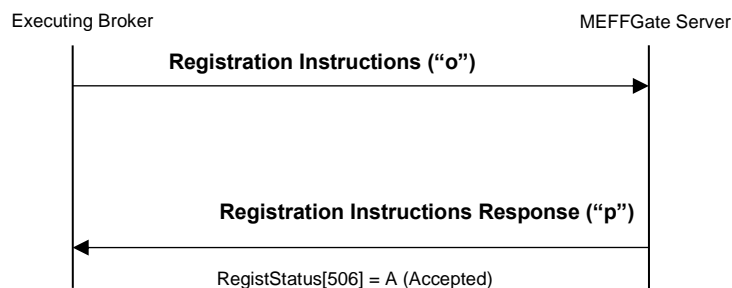 Executing Broker
MEFFGate Server
Registration Instructions (“o”)
Registration Instructions Response (“p”)
RegistStatus[506] = A (Accepted)